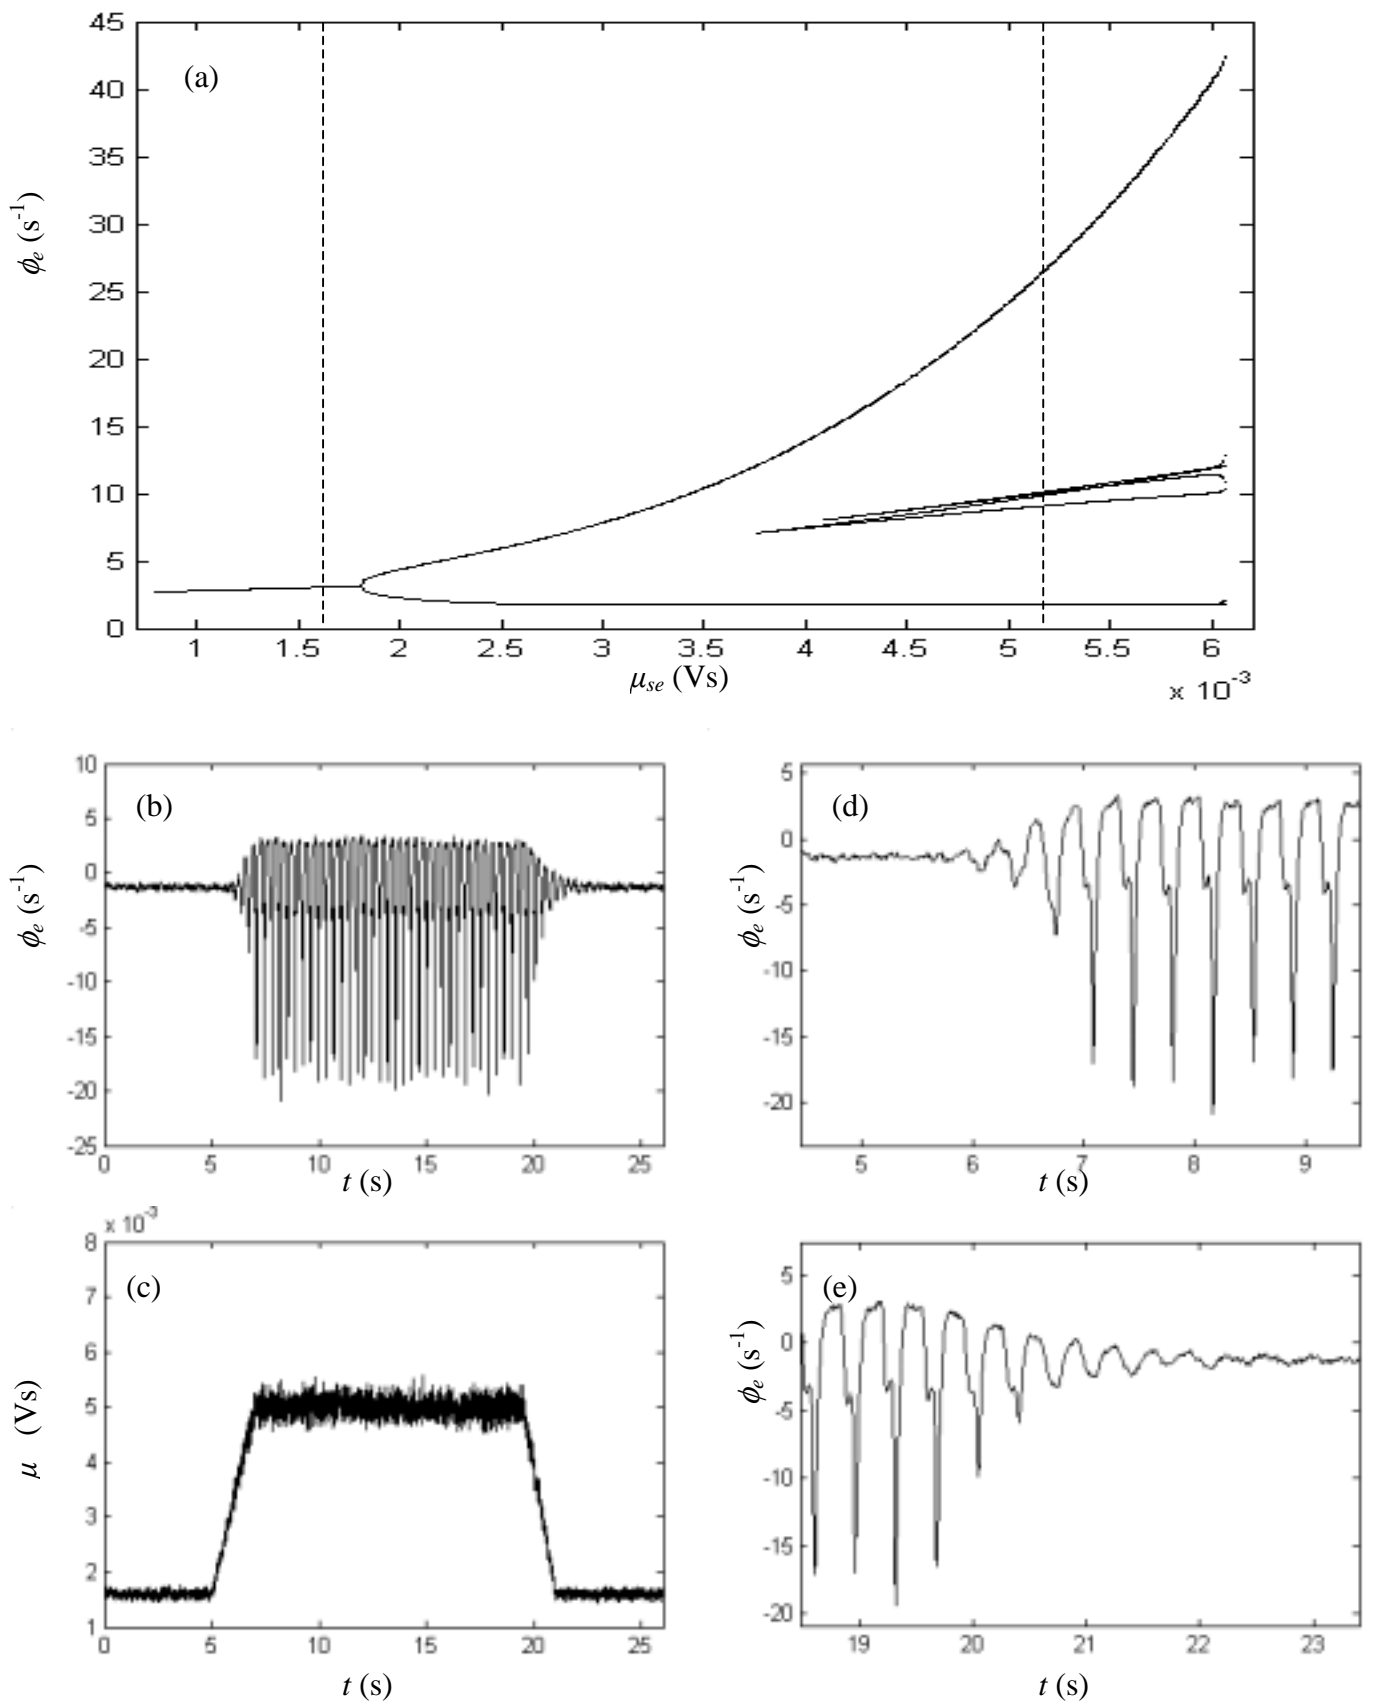 45
(a)
40
35
30
ϕe (s-1)
25
20
15
10
5
0
1 1.5 2 2.5 3 3.5 4 4.5 5 5.5 6
μse (Vs)
x 10-3
10
(b)
5
0
ϕe (s-1)
-5
-10
-15
-20
-25
0 5 10 15 20 25
t (s)
5
(d)
0
ϕe (s-1)
-5
-10
-15
-20
5 6 7 8 9
t (s)
x 10-3
8
(c)
7
6
5
μ (Vs)
4
3
2
1
0 5 10 15 20 25
t (s)
5
(e)
0
ϕe (s-1)
-5
-10
-15
-20
19 20 21 22 23
t (s)